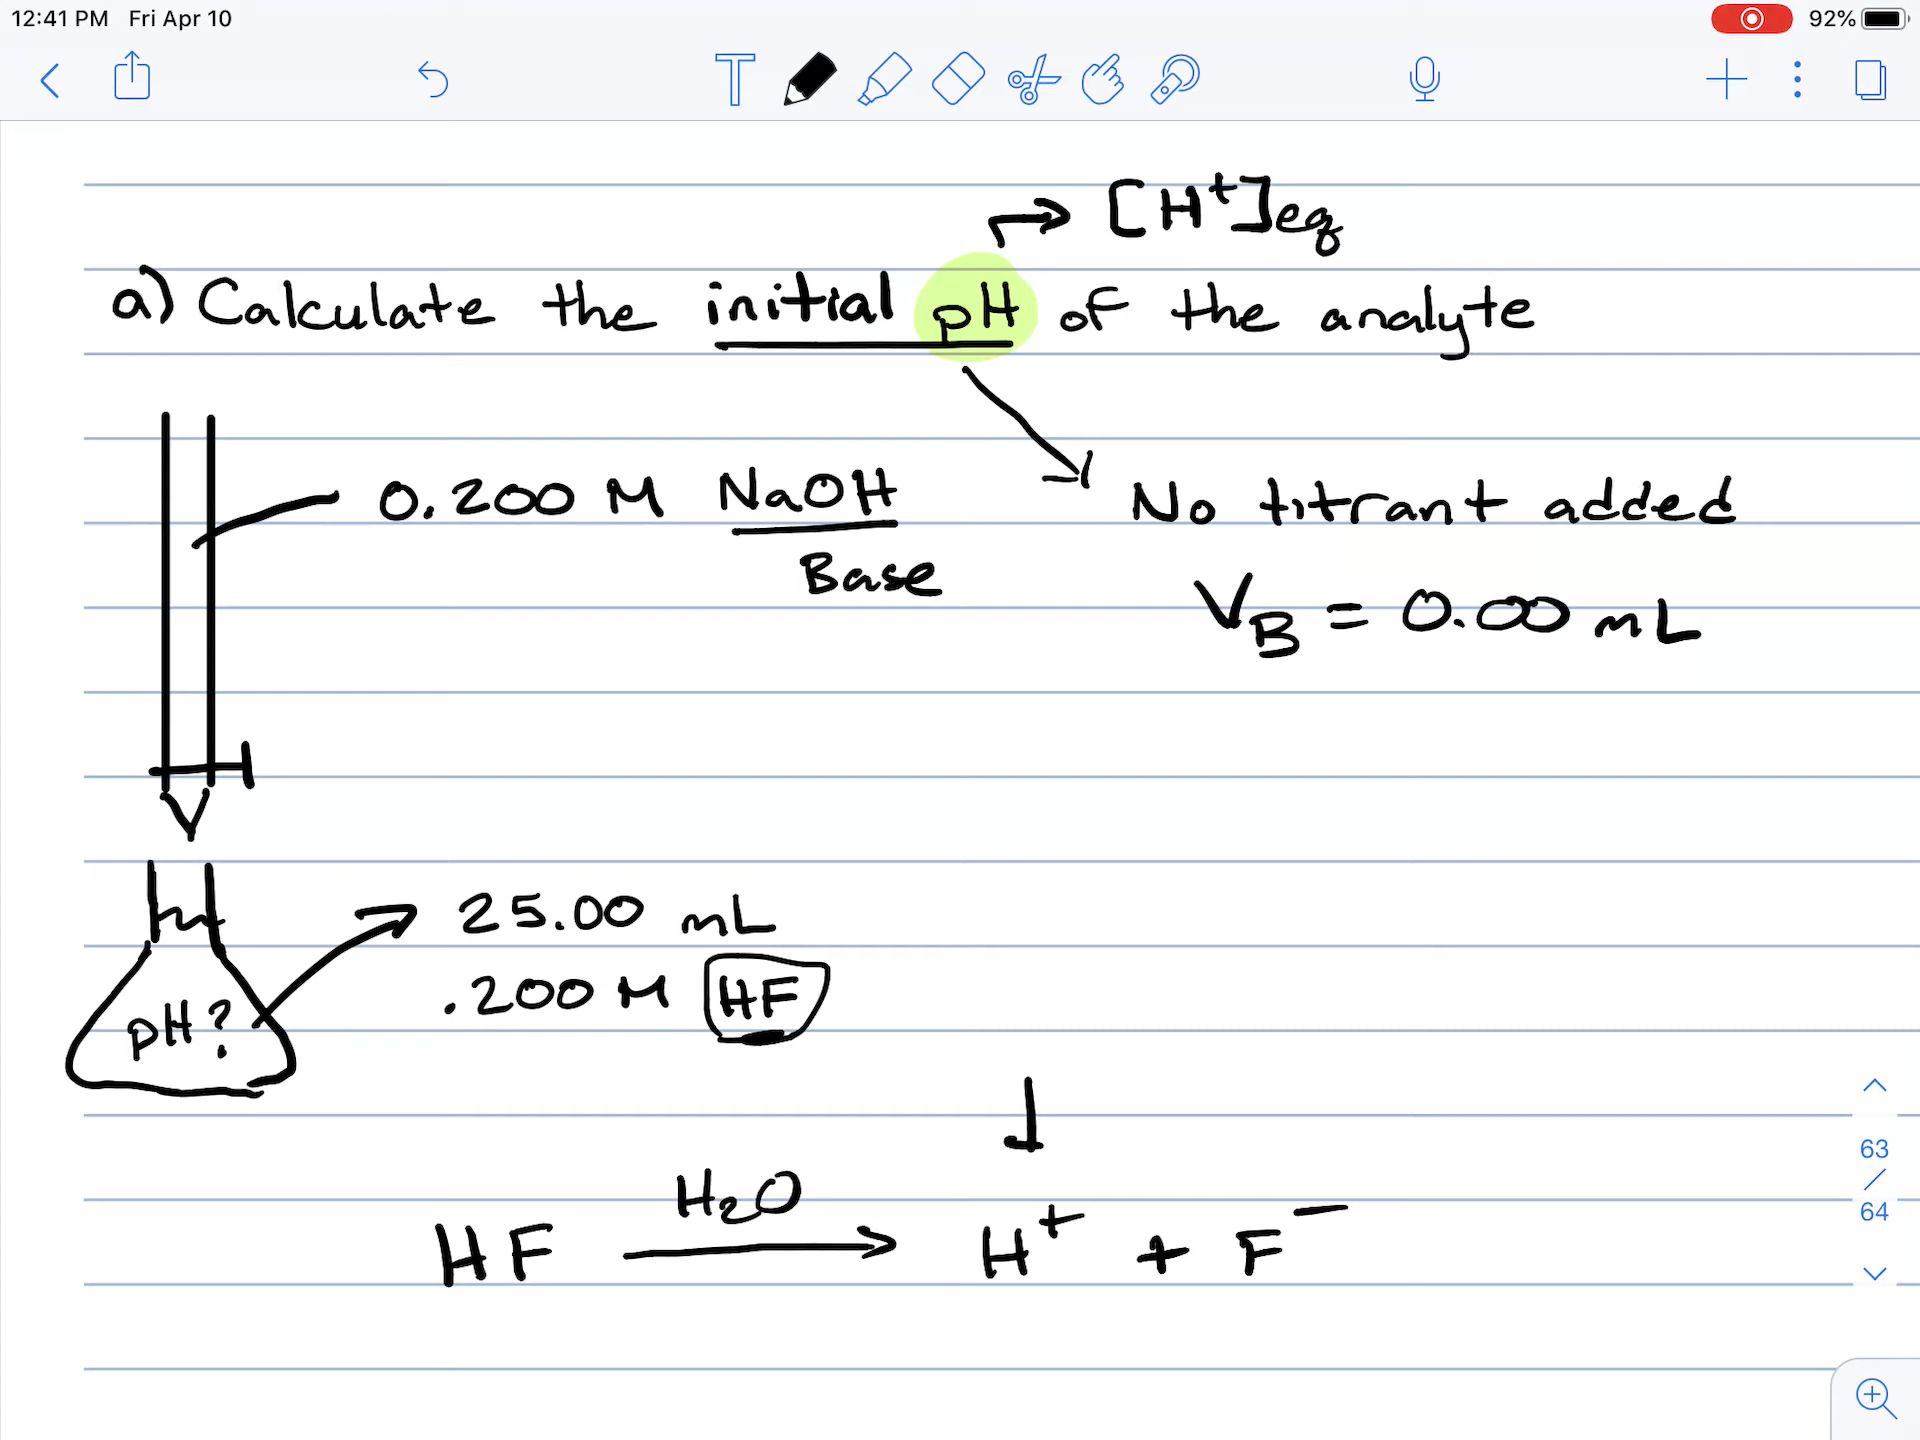 12:41 PM Fri Apr 10 92%
T
[H⁺]eq
a) Calculate the initial pH of the analyte
0.200 M NaOH
No titrant added
Base
V_B = 0.00 mL
25.00 mL
.200 M HF
pH?
63
/
64
H₂O
HF → H⁺ + F⁻